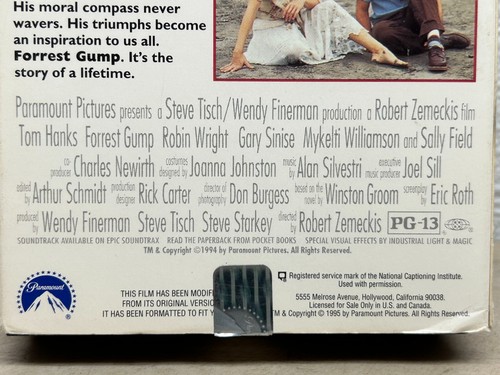 His moral compass never
wavers. His triumphs become
an inspiration to us all.
Forrest Gump. It's the
story of a lifetime.
Paramount Pictures presents a Steve Tisch/Wendy Finerman production a Robert Zemeckis film
Tom Hanks Forrest Gump Robin Wright Gary Sinise Mykelti Williamson and Sally Field
co-producer Charles Newirth costumes designed by Joanna Johnston music by Alan Silvestri executive music producer Joel Sill
edited by Arthur Schmidt production designer Rick Carter director of photography Don Burgess based on the novel by Winston Groom screenplay by Eric Roth
produced by Wendy Finerman Steve Tisch Steve Starkey directed by Robert Zemeckis PG-13
SOUNDTRACK AVAILABLE ON EPIC SOUNDTRAX READ THE PAPERBACK FROM POCKET BOOKS SPECIAL VISUAL EFFECTS BY INDUSTRIAL LIGHT & MAGIC
TM & Copyright ©1994 by Paramount Pictures. All Rights Reserved.
Paramount
®
THIS FILM HAS BEEN MODIF
FROM ITS ORIGINAL VERSIO
IT HAS BEEN FORMATTED TO FIT Y
Registered service mark of the National Captioning Institute.
Used with permission.
5555 Melrose Avenue, Hollywood, California 90038.
Licensed for Sale Only in U.S. and Canada.
TM & Copyright © 1995 by Paramount Pictures. All Rights Reserved.